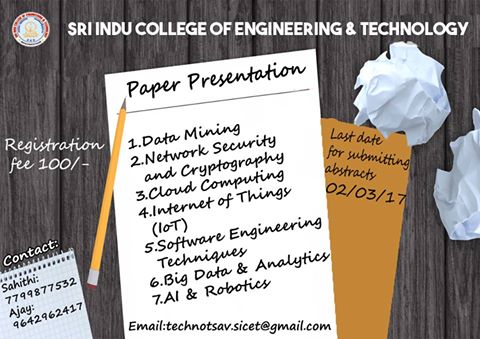 SRI INDU COLLEGE OF ENGINEERING & TECHNOLOGY
Paper Presentation
1.Data Mining
2.Network Security
and Cryptography
3.Cloud Computing
4.Internet of Things
(IoT)
5.Software Engineering
Techniques
6.Big Data & Analytics
7.AI & Robotics
Email:technotsav.sicet@gmail.com
Registration
fee 100/-
Last date
for submitting
abstracts
02/03/17
Contact:
Sahithi:
7799877532
Ajay:
9642962417